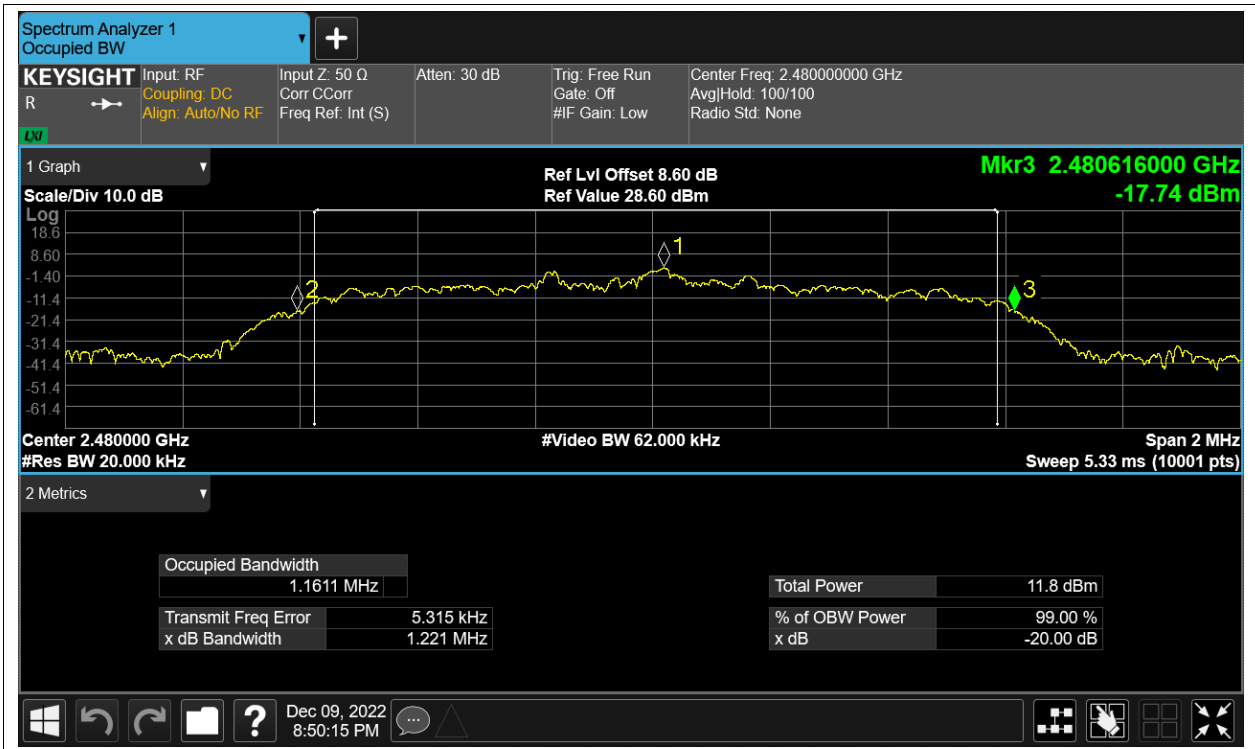 Spectrum Analyzer 1
Occupied BW
KEYSIGHT
R
LXI
Input: RF
Coupling: DC
Align: Auto/No RF
Input Z: 50 Ω
Corr CCorr
Freq Ref: Int (S)
Atten: 30 dB
Trig: Free Run
Gate: Off
#IF Gain: Low
Center Freq: 2.480000000 GHz
Avg|Hold: 100/100
Radio Std: None
1 Graph
Scale/Div 10.0 dB
Ref Lvl Offset 8.60 dB
Ref Value 28.60 dBm
Mkr3 2.480616000 GHz
-17.74 dBm
Log
18.6
8.60
-1.40
-11.4
-21.4
-31.4
-41.4
-51.4
-61.4
1
2
3
Center 2.480000 GHz
#Res BW 20.000 kHz
#Video BW 62.000 kHz
Span 2 MHz
Sweep 5.33 ms (10001 pts)
2 Metrics
Occupied Bandwidth
1.1611 MHz
Transmit Freq Error 5.315 kHz
x dB Bandwidth 1.221 MHz
Total Power 11.8 dBm
% of OBW Power 99.00 %
x dB -20.00 dB
?
Dec 09, 2022
8:50:15 PM